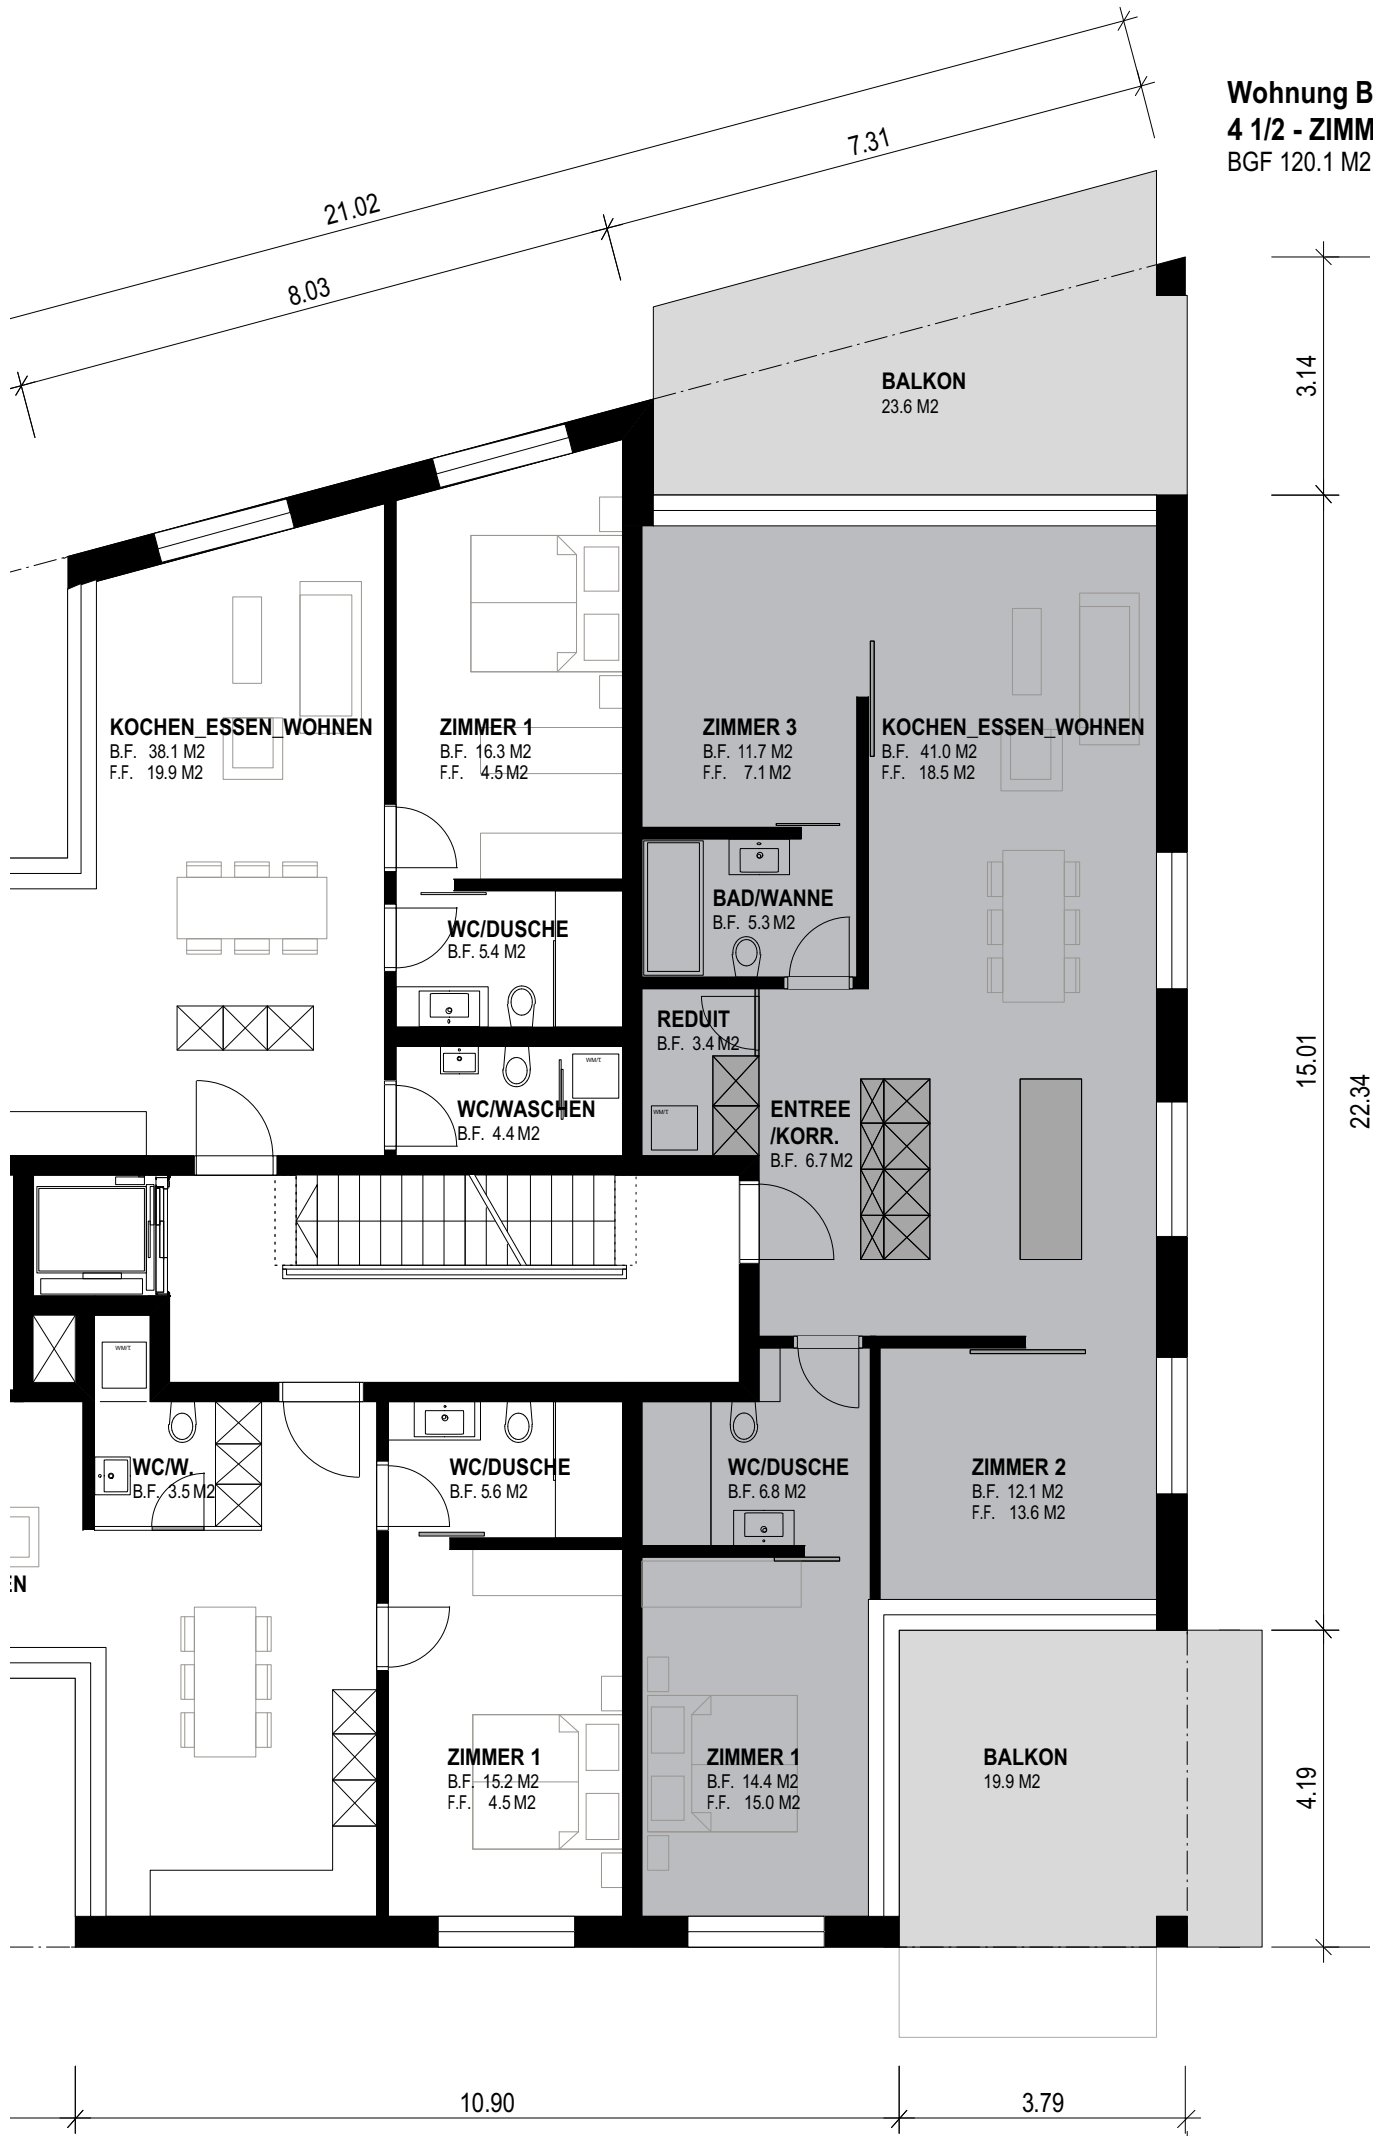 Wohnung B
4 1/2 - ZIMM
BGF 120.1 M2
7.31
21.02
8.03
3.14
15.01
22.34
4.19
BALKON
23.6 M2
KOCHEN_ESSEN_WOHNEN
B.F. 38.1 M2
F.F. 19.9 M2
ZIMMER 1
B.F. 16.3 M2
F.F. 4.5 M2
ZIMMER 3
B.F. 11.7 M2
F.F. 7.1 M2
KOCHEN_ESSEN_WOHNEN
B.F. 41.0 M2
F.F. 18.5 M2
WC/DUSCHE
B.F. 5.4 M2
BAD/WANNE
B.F. 5.3 M2
REDUIT
B.F. 3.4 M2
WM/T.
WC/WASCHEN
B.F. 4.4 M2
WM/T.
ENTREE
/KORR.
B.F. 6.7 M2
WM/T.
WC/W.
B.F. 3.5 M2
WC/DUSCHE
B.F. 5.6 M2
WC/DUSCHE
B.F. 6.8 M2
ZIMMER 2
B.F. 12.1 M2
F.F. 13.6 M2
EN
ZIMMER 1
B.F. 15.2 M2
F.F. 4.5 M2
ZIMMER 1
B.F. 14.4 M2
F.F. 15.0 M2
BALKON
19.9 M2
10.90
3.79